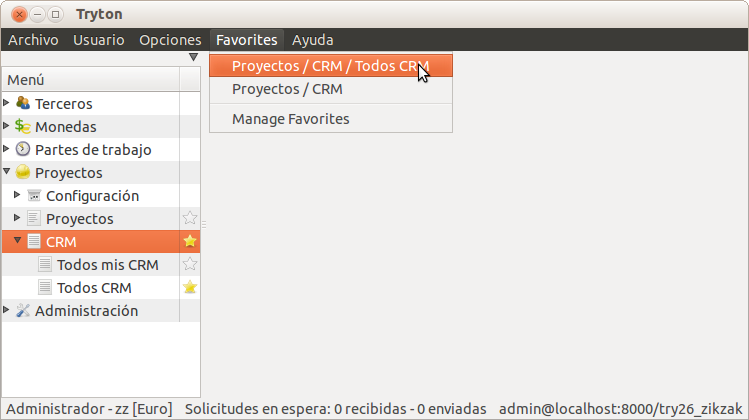 Tryton
Archivo Usuario Opciones Favorites Ayuda
Proyectos / CRM / Todos CRM
Proyectos / CRM
Manage Favorites
Menú
Terceros
Monedas
Partes de trabajo
Proyectos
Configuración
Proyectos
CRM
Todos mis CRM
Todos CRM
Administración
Administrador - zz [Euro] Solicitudes en espera: 0 recibidas - 0 enviadas admin@localhost:8000/try26_zikzak